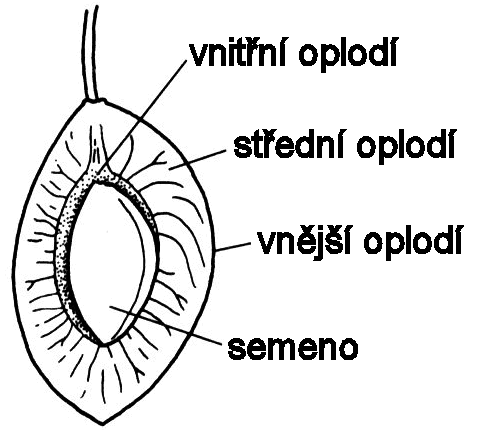 vnitřní oplodí
střední oplodí
vnější oplodí
semeno